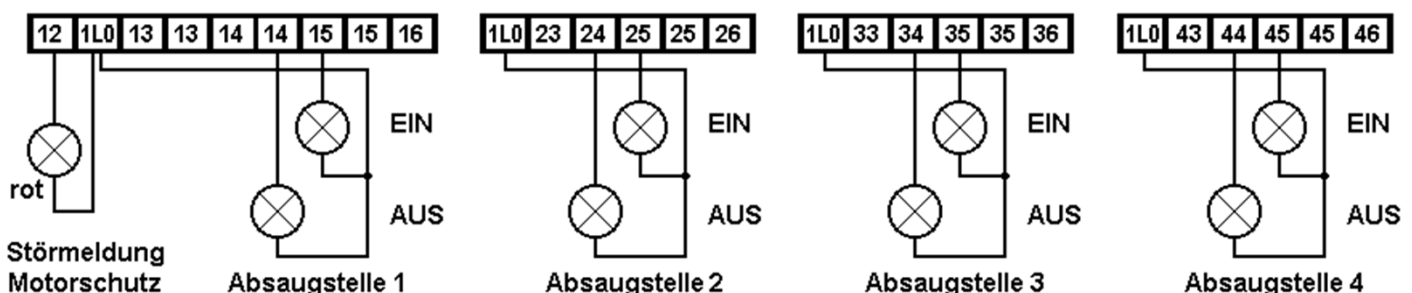 12 1L0 13 13 14 14 15 15 16
1L0 23 24 25 25 26
1L0 33 34 35 35 36
1L0 43 44 45 45 46
EIN
EIN
EIN
EIN
rot
AUS
AUS
AUS
AUS
Störmeldung
Motorschutz
Absaugstelle 1
Absaugstelle 2
Absaugstelle 3
Absaugstelle 4